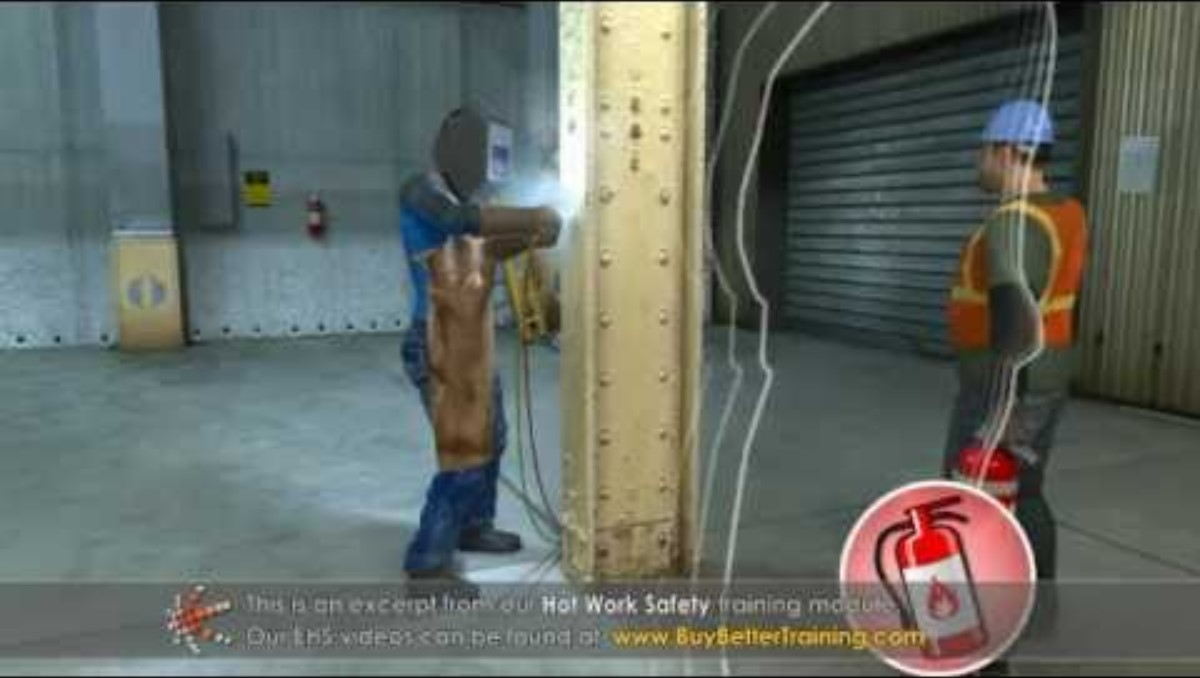 This is an excerpt from our Hot Work Safety training module
Our EHS videos can be found at www.BuyBetterTraining.com